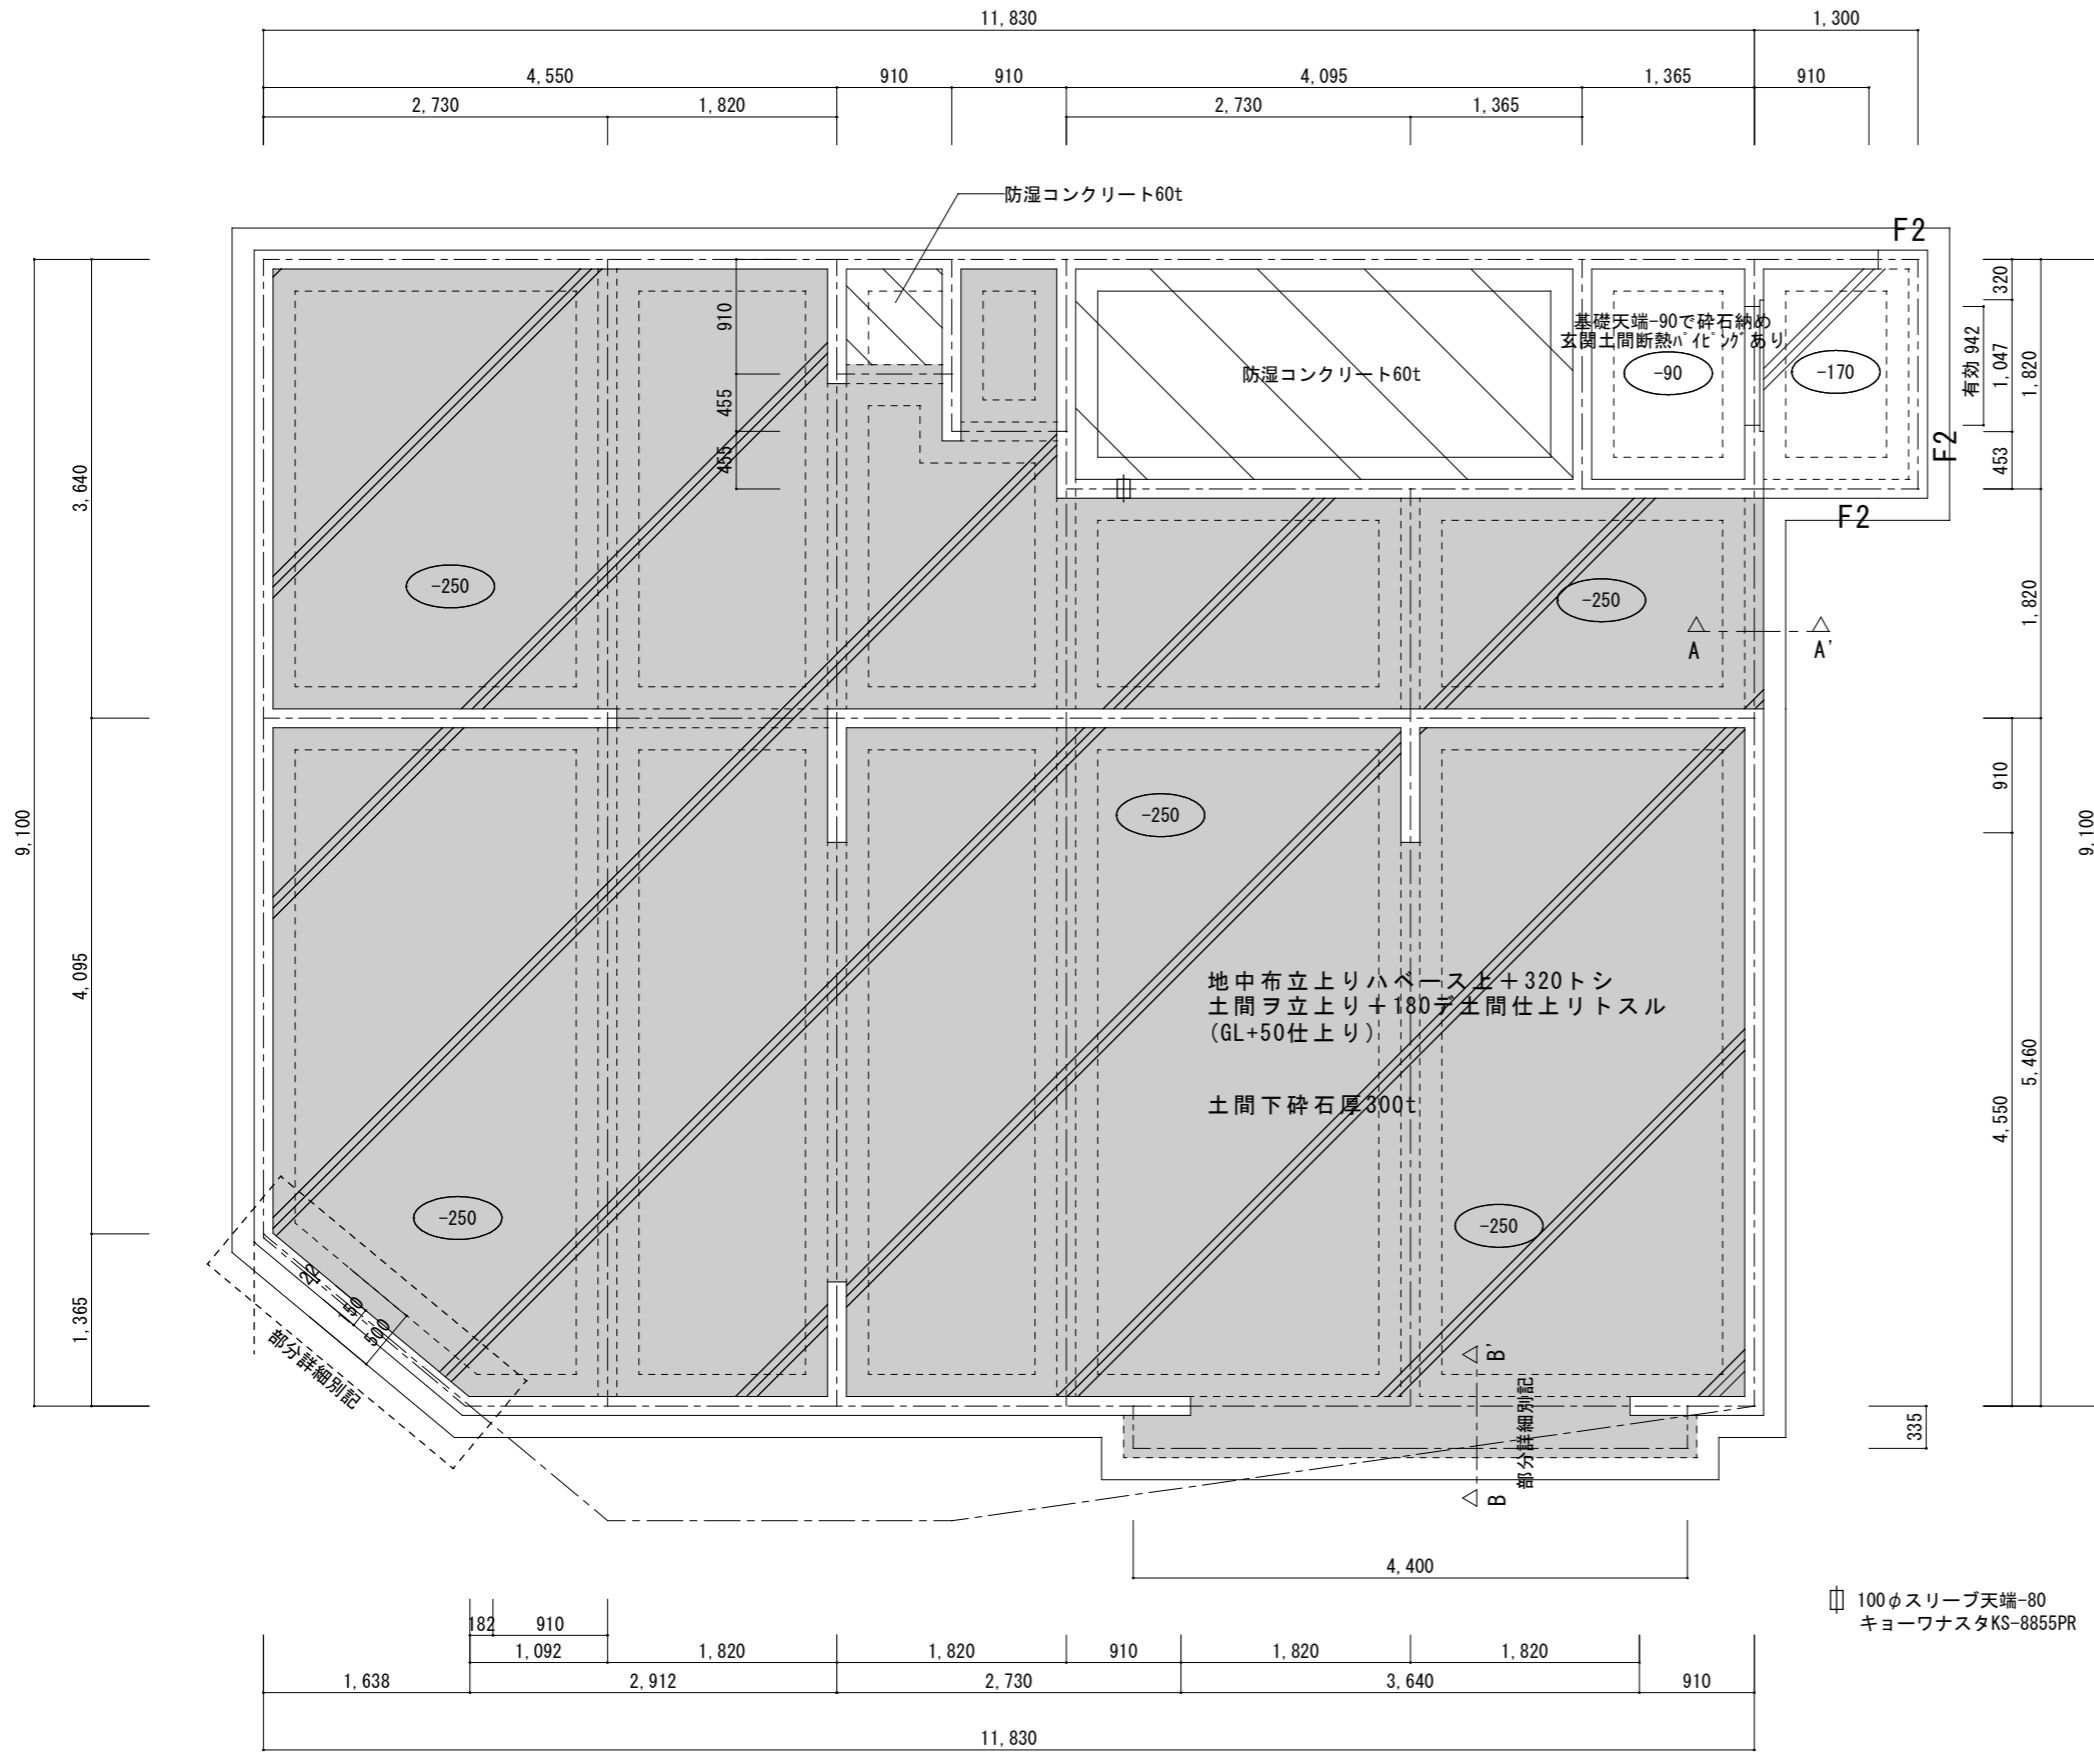 11,830
1,300
4,550
910
910
4,095
1,365
910
2,730
1,820
2,730
1,365
防湿コンクリート60t
F2
910
455
455
防湿コンクリート60t
基礎天端-90で砕石納め
玄関土間断熱ﾊﾟｲﾋﾟﾝｸﾞあり
-90
-170
有効 942
320
1,047
453
1,820
F2
F2
3,640
9,100
-250
-250
1,820
A
A'
910
9,100
-250
4,095
地中布立上りハベース上＋320トシ
土間ヲ立上り＋180デ土間仕上リトスル
(GL+50仕上り)
土間下砕石厚300t
5,460
4,550
-250
-250
1,365
22
150
500
部分詳細別記
B'
部分詳細別記
B
335
4,400
100φスリーブ天端-80
キョーワナスタKS-8855PR
182
910
1,092
1,820
1,820
910
1,820
1,820
1,638
2,912
2,730
3,640
910
11,830